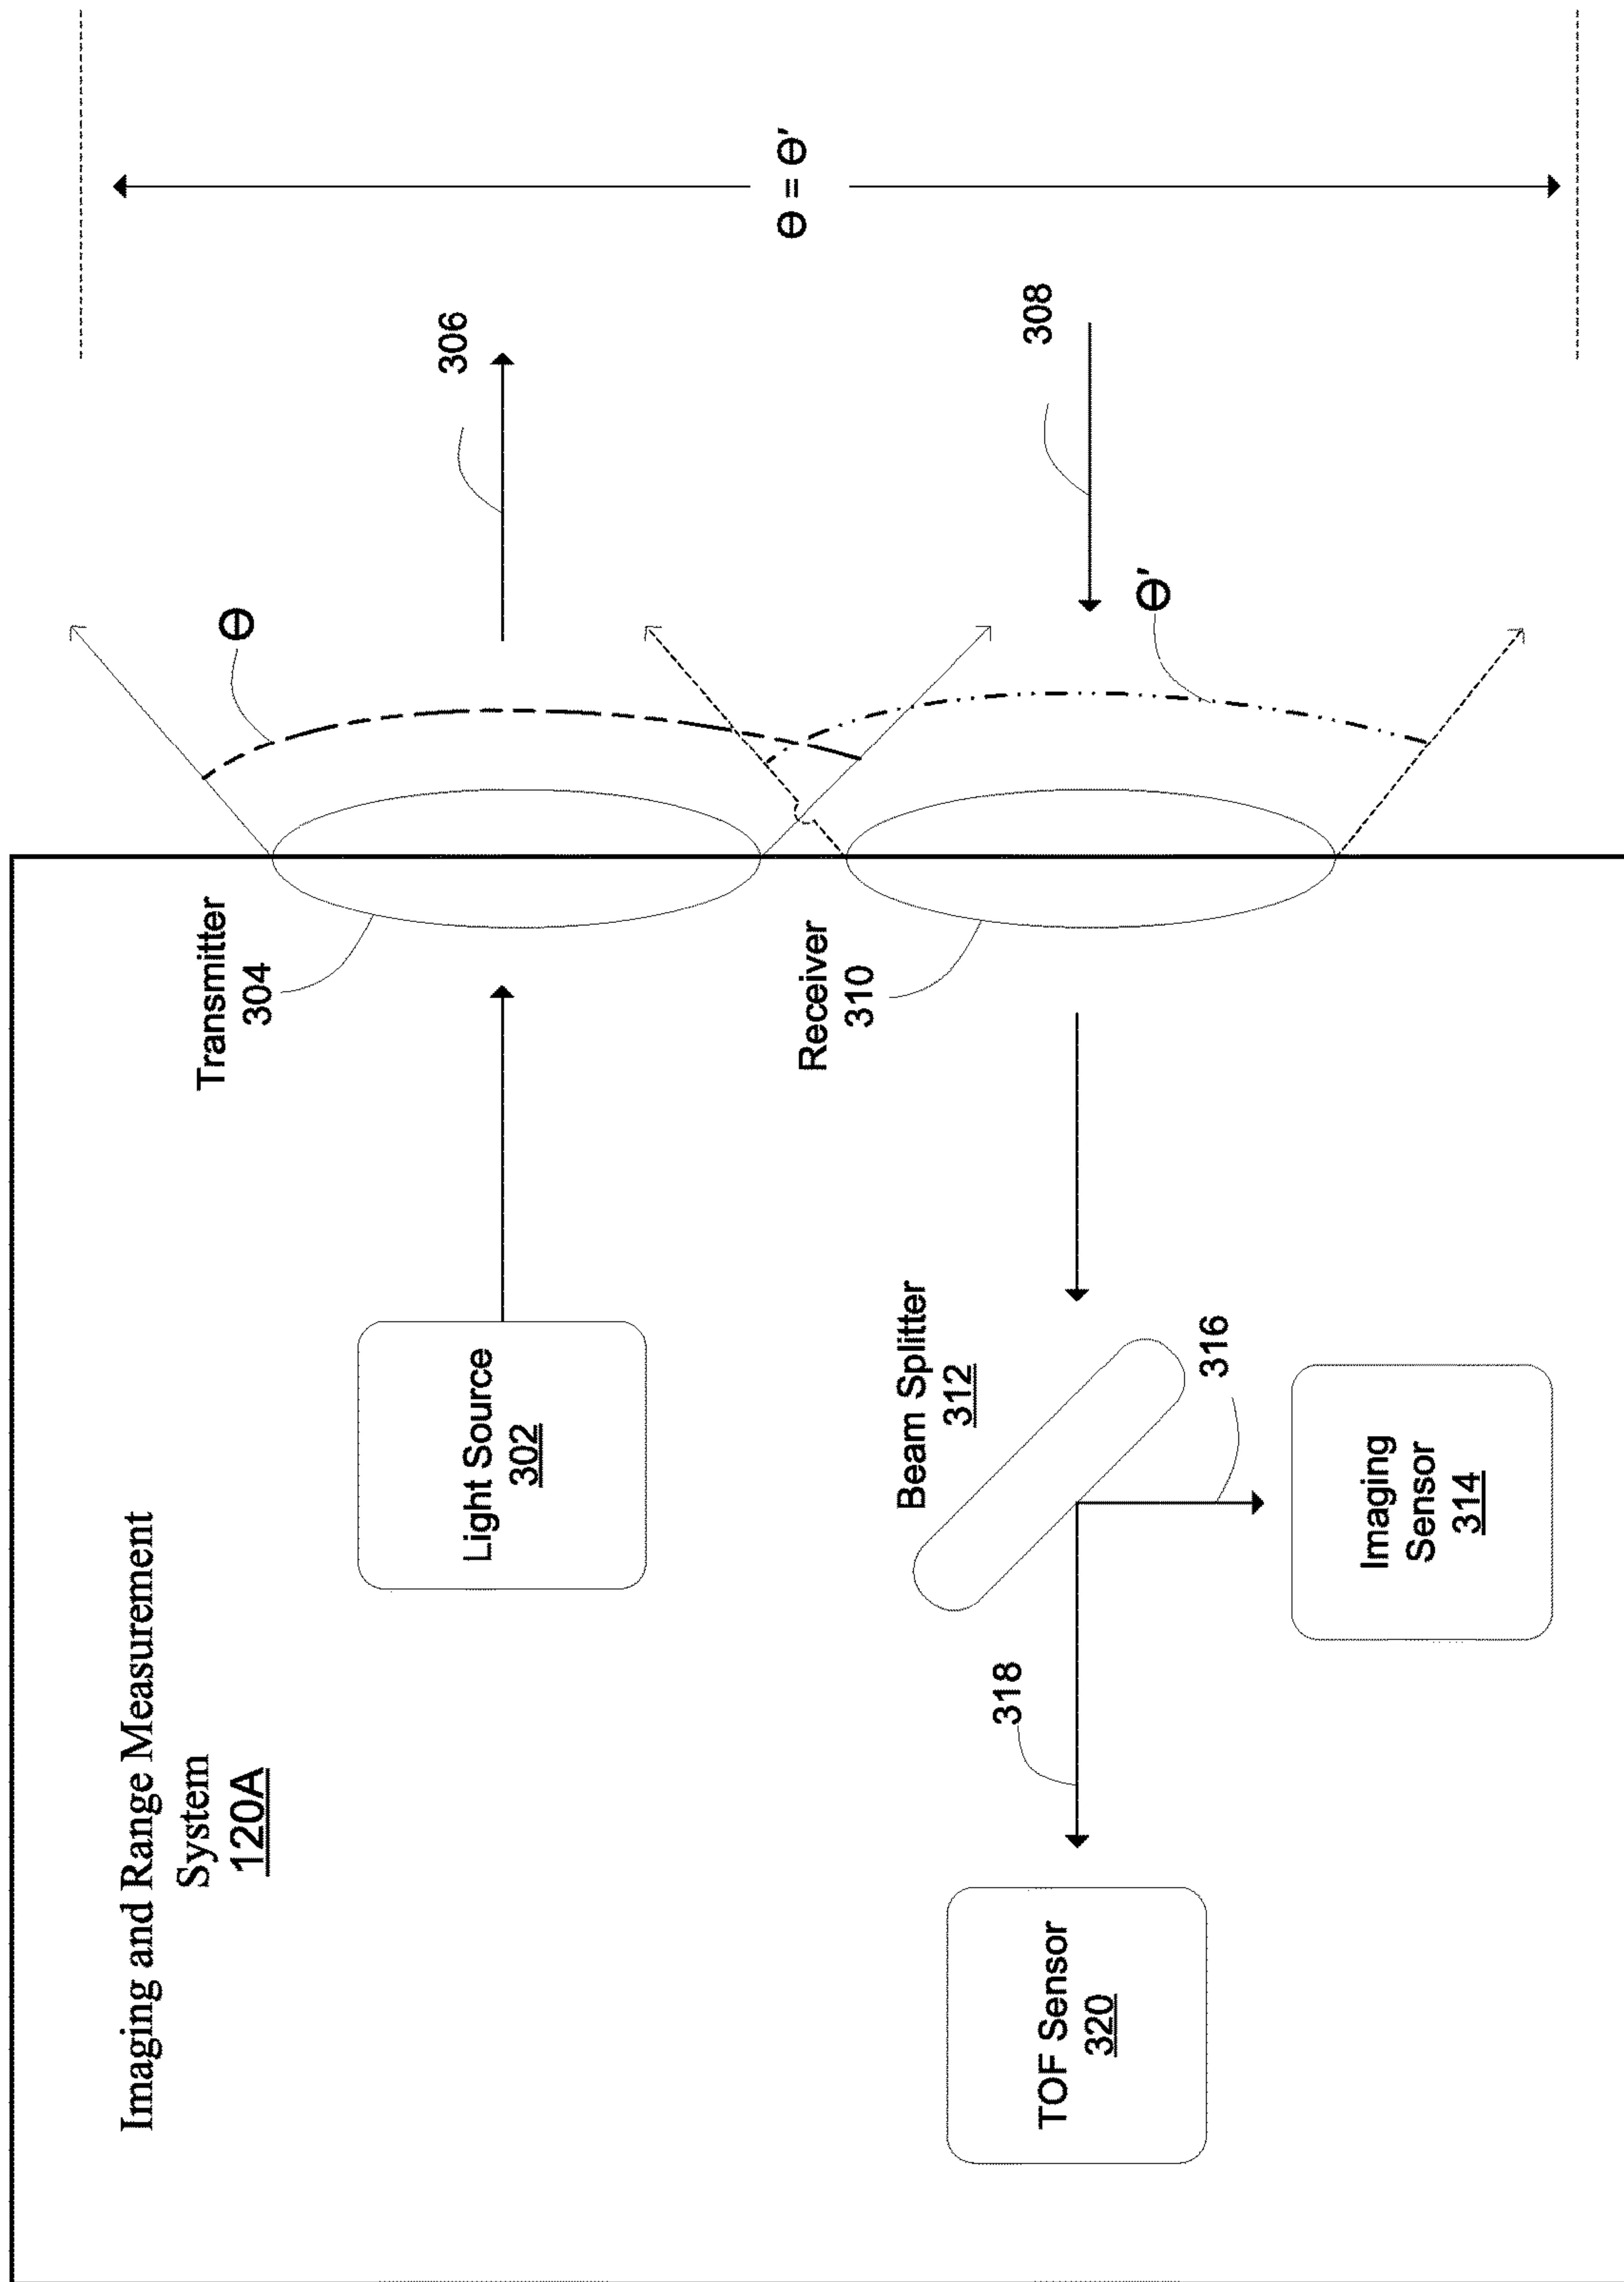 Imaging and Range Measurement
System
120A
Light Source
302
Transmitter
304
306
Θ
Θ = Θ'
TOF Sensor
320
318
Beam Splitter
312
316
Imaging
Sensor
314
Receiver
310
308
Θ'